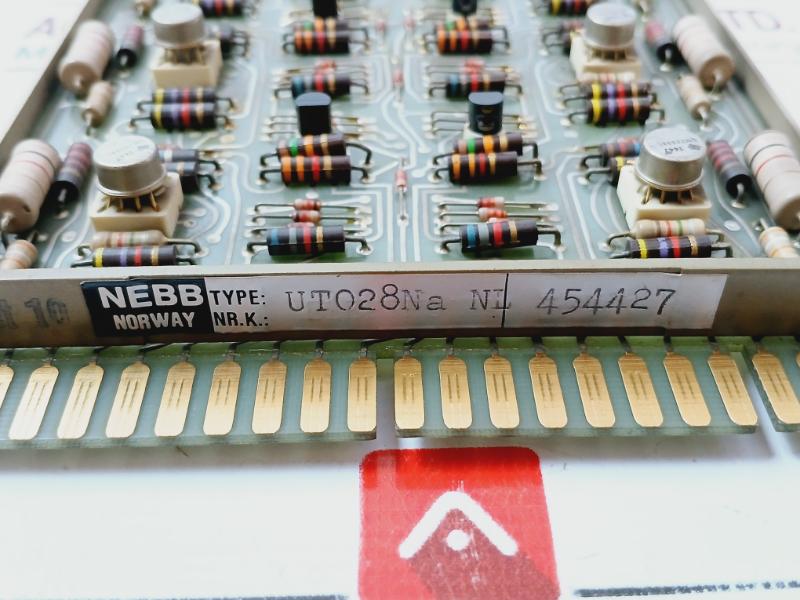 NEBB TYPE: UT028Na NL 454427
NORWAY NR.K.: